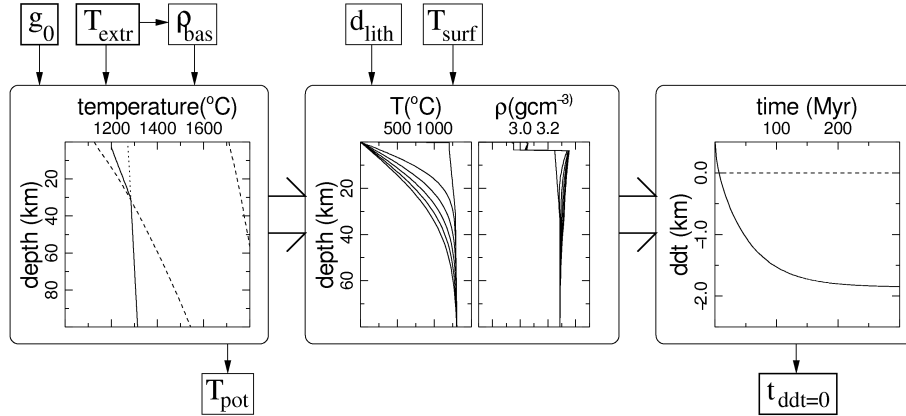 g0 Textr ρbas dlith Tsurf
temperature(°C) T(°C) ρ(gcm⁻³) time (Myr)
1200 1400 1600 500 1000 3.0 3.2 100 200
depth (km) 20 40 60 80
depth (km) 20 40 60
ddt (km) 0.0 -1.0 -2.0
Tpot tddt=0